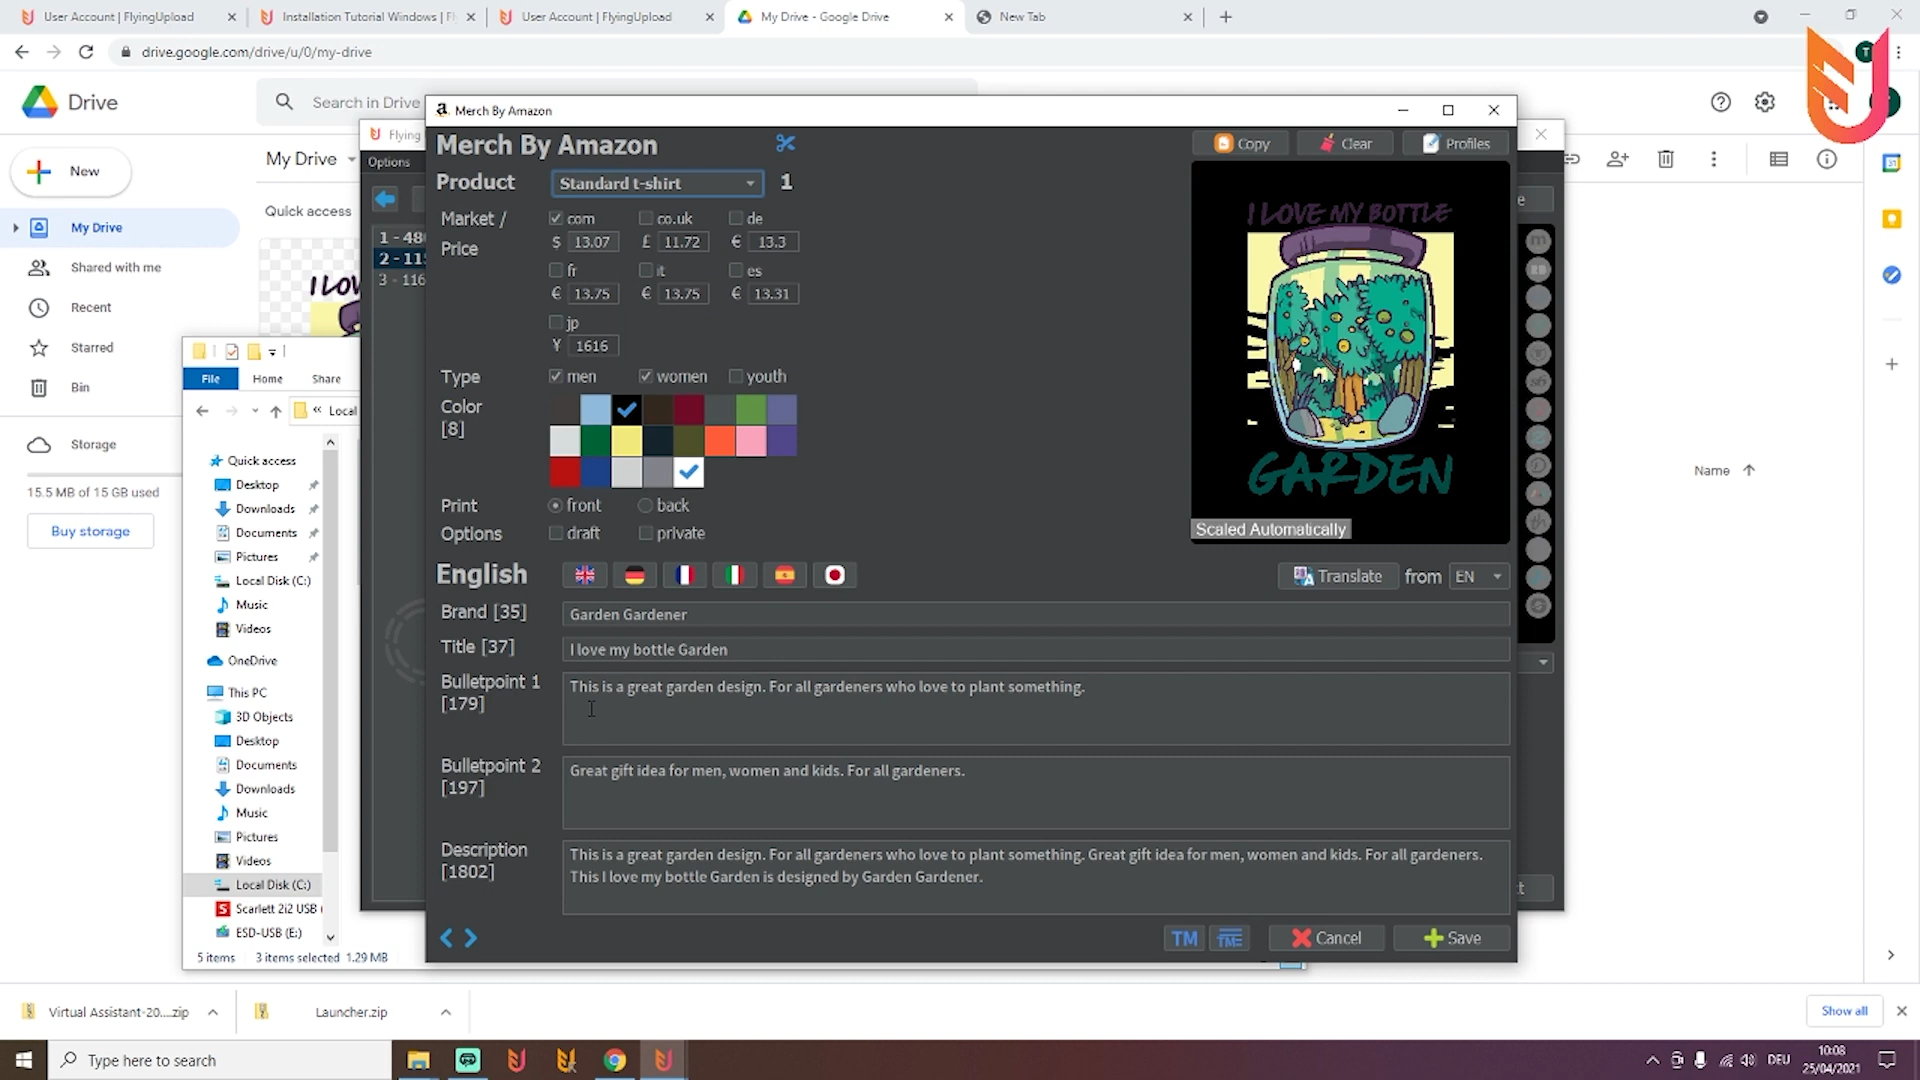 User Account | FlyingUpload
Installation Tutorial Windows | Fl
User Account | FlyingUpload
My Drive - Google Drive
New Tab
drive.google.com/drive/u/0/my-drive
T
Drive
Search in Drive
New
My Drive
Shared with me
Recent
Starred
Bin
Storage
15.5 MB of 15 GB used
Buy storage
My Drive
Quick access
I LOV
Name
Flying
Options
1 - 480
2 - 115
3 - 116
File
Home
Share
« Local
Quick access
Desktop
Downloads
Documents
Pictures
Local Disk (C:)
Music
Videos
OneDrive
This PC
3D Objects
Desktop
Documents
Downloads
Music
Pictures
Videos
Local Disk (C:)
Scarlett 2i2 USB
ESD-USB (E:)
5 items
3 items selected 1.29 MB
Merch By Amazon
Merch By Amazon
Copy
Clear
Profiles
Product
Standard t-shirt
1
Market /
Price
com
co.uk
de
$ 13.07
£ 11.72
€ 13.3
fr
it
es
€ 13.75
€ 13.75
€ 13.31
jp
¥ 1616
Type
men
women
youth
Color
[8]
Print
front
back
Options
draft
private
I LOVE MY BOTTLE
GARDEN
Scaled Automatically
English
Translate
from
EN
Brand [35]
Garden Gardener
Title [37]
I love my bottle Garden
Bulletpoint 1
[179]
This is a great garden design. For all gardeners who love to plant something.
Bulletpoint 2
[197]
Great gift idea for men, women and kids. For all gardeners.
Description
[1802]
This is a great garden design. For all gardeners who love to plant something. Great gift idea for men, women and kids. For all gardeners.
This I love my bottle Garden is designed by Garden Gardener.
TM
TM
Cancel
Save
Virtual Assistant-20....zip
Launcher.zip
Show all
Type here to search
DEU
10:08
25/04/2021